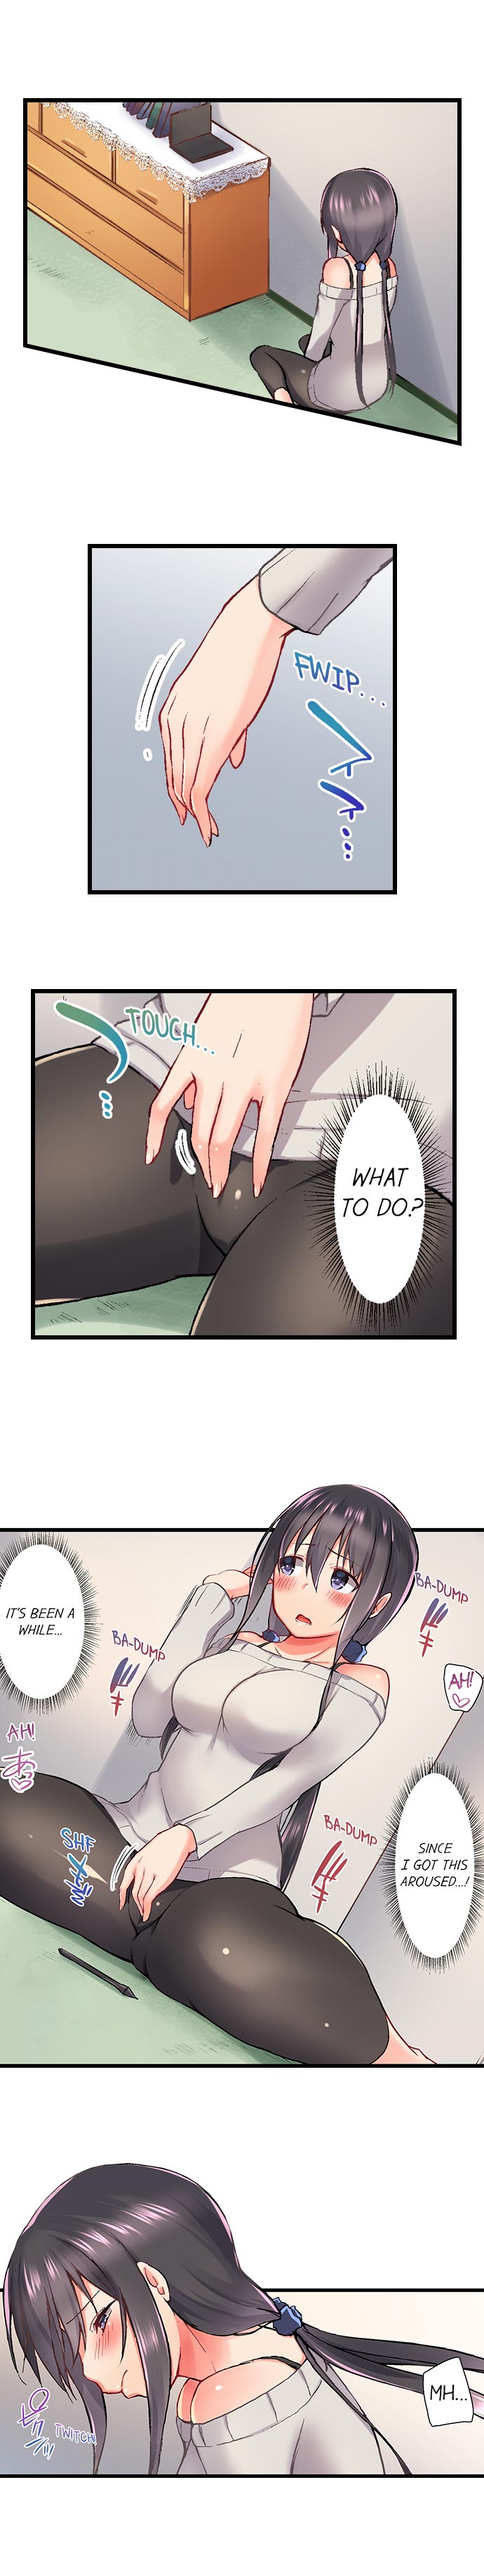 FWIP...
TOUCH...
WHAT
TO DO?
BA-DUMP
IT'S BEEN A
WHILE...
BA-DUMP
AH!
AH!
あ
BA-DUMP
SINCE
I GOT THIS
AROUSED...!
SHF
MH...
TWITCH